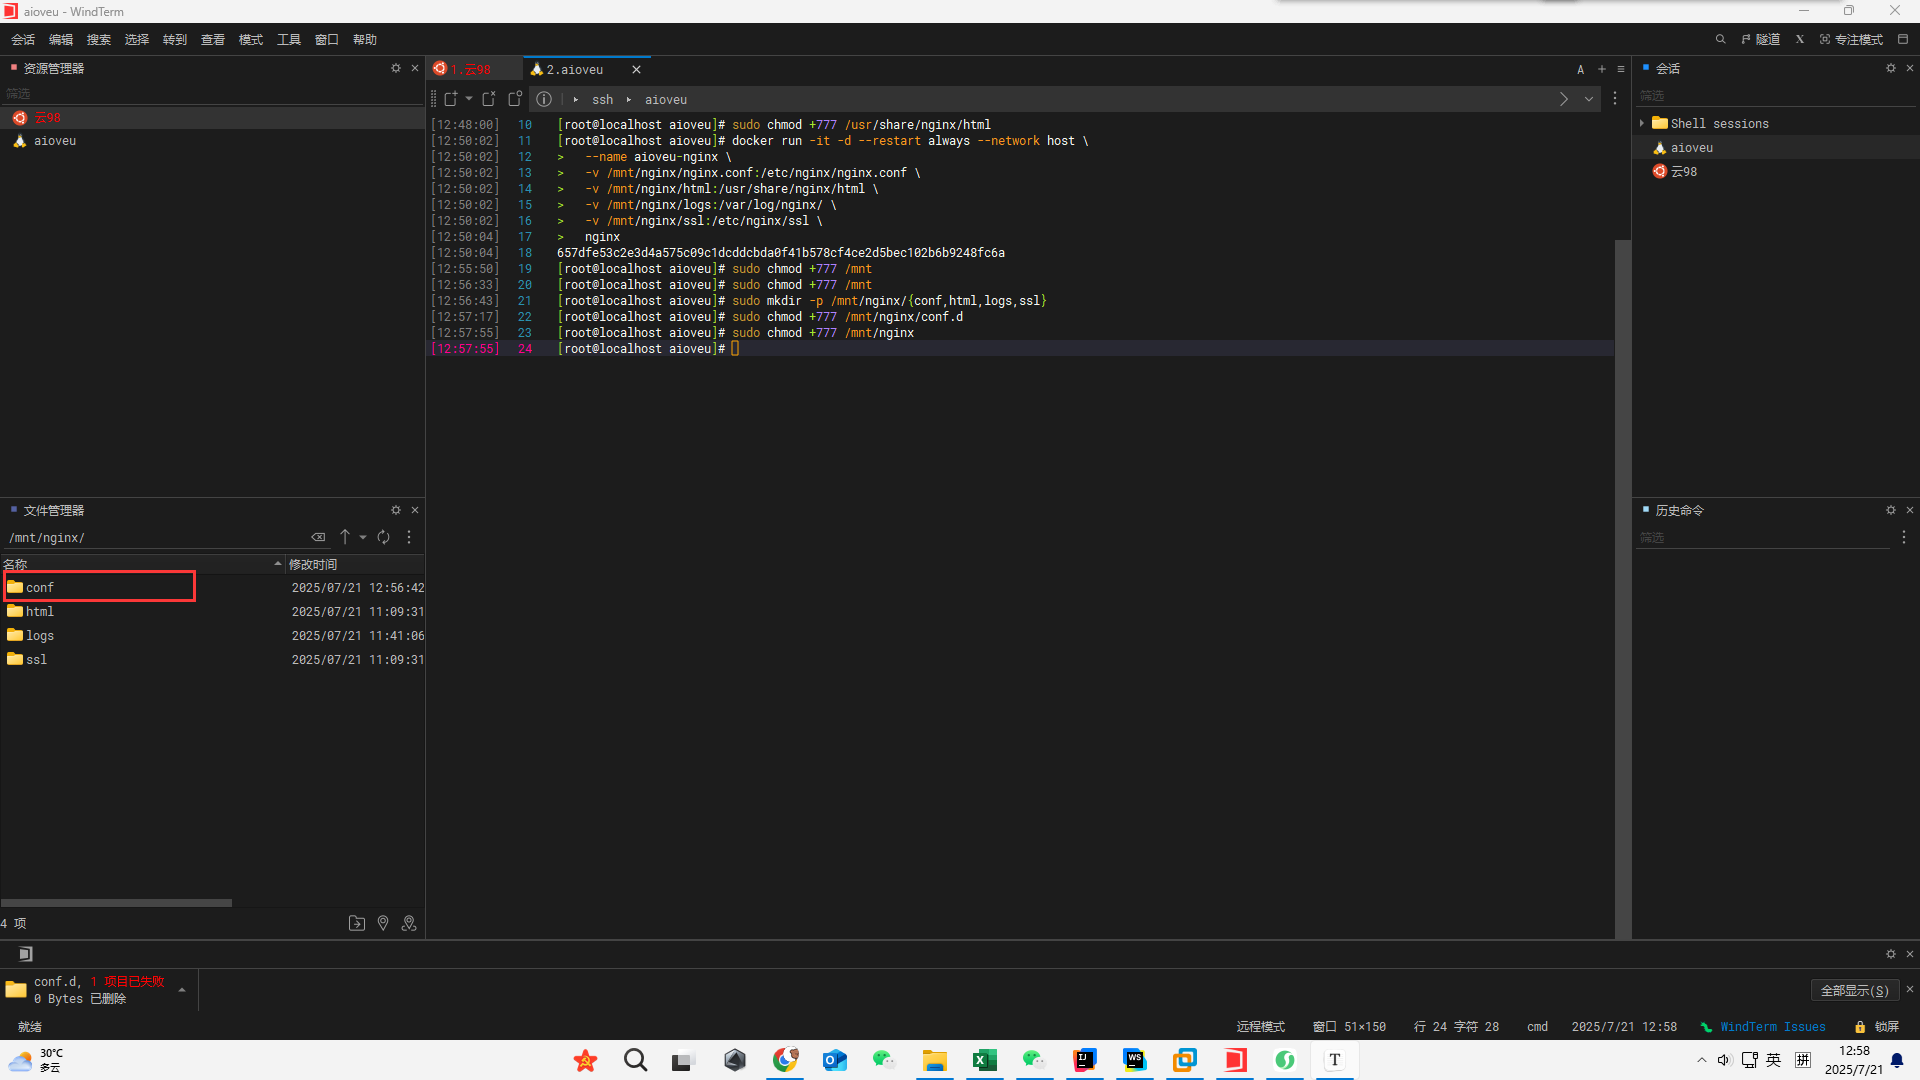 aioveu - WindTerm
会话 编辑 搜索 选择 转到 查看 模式 工具 窗口 帮助
隧道 X 专注模式
资源管理器
筛选
云98
aioveu
1.云98
2.aioveu
A
ssh
aioveu
[12:48:00] 10 [root@localhost aioveu]# sudo chmod +777 /usr/share/nginx/html
[12:50:02] 11 [root@localhost aioveu]# docker run -it -d --restart always --network host \
[12:50:02] 12 > --name aioveu-nginx \
[12:50:02] 13 > -v /mnt/nginx/nginx.conf:/etc/nginx/nginx.conf \
[12:50:02] 14 > -v /mnt/nginx/html:/usr/share/nginx/html \
[12:50:02] 15 > -v /mnt/nginx/logs:/var/log/nginx/ \
[12:50:02] 16 > -v /mnt/nginx/ssl:/etc/nginx/ssl \
[12:50:04] 17 > nginx
[12:50:04] 18 657dfe53c2e3d4a575c09c1dcddcbda0f41b578cf4ce2d5bec102b6b9248fc6a
[12:55:50] 19 [root@localhost aioveu]# sudo chmod +777 /mnt
[12:56:33] 20 [root@localhost aioveu]# sudo chmod +777 /mnt
[12:56:43] 21 [root@localhost aioveu]# sudo mkdir -p /mnt/nginx/{conf,html,logs,ssl}
[12:57:17] 22 [root@localhost aioveu]# sudo chmod +777 /mnt/nginx/conf.d
[12:57:55] 23 [root@localhost aioveu]# sudo chmod +777 /mnt/nginx
[12:57:55] 24 [root@localhost aioveu]#
会话
筛选
Shell sessions
aioveu
云98
文件管理器
/mnt/nginx/
名称 修改时间
conf 2025/07/21 12:56:42
html 2025/07/21 11:09:31
logs 2025/07/21 11:41:06
ssl 2025/07/21 11:09:31
4 项
历史命令
筛选
conf.d, 1 项目已失败
0 Bytes 已删除
全部显示(S)
就绪
远程模式 窗口 51×150 行 24 字符 28 cmd 2025/7/21 12:58 WindTerm Issues 锁屏
30°C
多云
IJ
WS
T
英 拼
12:58
2025/7/21